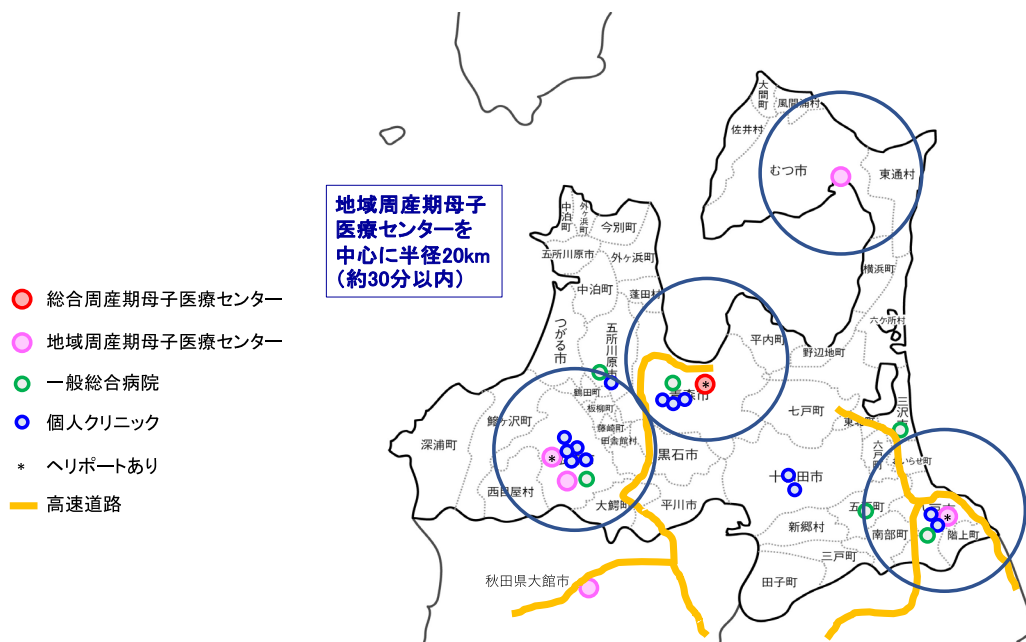 地域周産期母子
医療センターを
中心に半径20km
（約30分以内）
総合周産期母子医療センター
地域周産期母子医療センター
一般総合病院
個人クリニック
* ヘリポートあり
高速道路
大間町
風間浦村
佐井村
むつ市
東通村
横浜町
六ケ所村
中泊町
外ヶ浜町
今別町
五所川原市
外ヶ浜町
中泊町
蓬田村
つがる市
五所川原市
平内町
野辺地町
鶴田町
板柳町
藤崎町
田舎館村
鰺ヶ沢町
深浦町
西目屋村
大鰐町
黒石市
平川市
七戸町
三沢市
六戸町
新郷村
南部町
階上町
三戸町
田子町
秋田県大館市